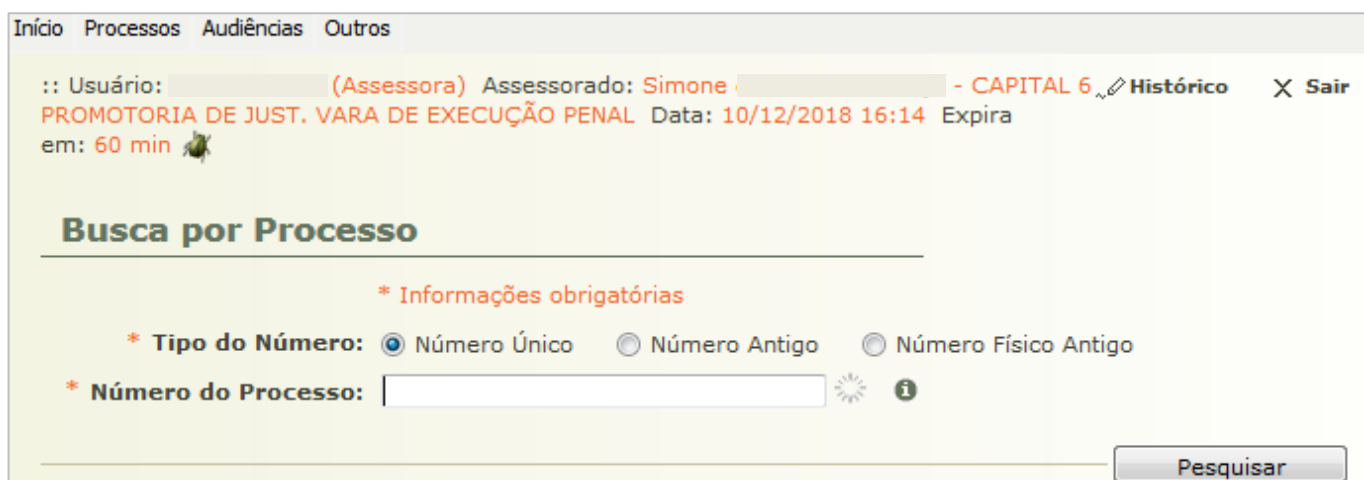 Início Processos Audiências Outros
:: Usuário: (Assessora) Assessorado: Simone - CAPITAL 6 Histórico X Sair
PROMOTORIA DE JUST. VARA DE EXECUÇÃO PENAL Data: 10/12/2018 16:14 Expira
em: 60 min
Busca por Processo
* Informações obrigatórias
* Tipo do Número: Número Único Número Antigo Número Físico Antigo
* Número do Processo:
Pesquisar